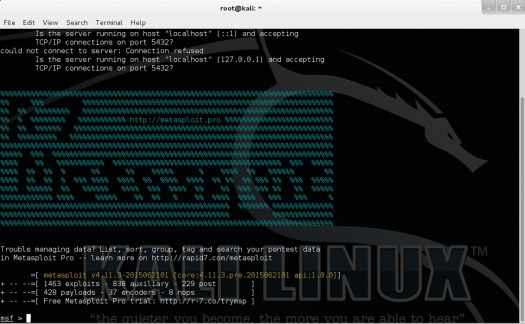 root@kali: ~
File Edit View Search Terminal Help
Is the server running on host "localhost" (::1) and accepting
TCP/IP connections on port 5432?
could not connect to server: Connection refused
Is the server running on host "localhost" (127.0.0.1) and accepting
TCP/IP connections on port 5432?
http://metasploit.pro
Trouble managing data? List, sort, group, tag and search your pentest data
in Metasploit Pro -- learn more on http://rapid7.com/metasploit
=[ metasploit v4.11.3-2015062101 [core:4.11.3.pre.2015062101 api:1.0.0]]
+ -- --=[ 1463 exploits - 838 auxiliary - 229 post ]
+ -- --=[ 428 payloads - 37 encoders - 8 nops ]
+ -- --=[ Free Metasploit Pro trial: http://r-7.co/trymsp ]
msf >
KALI LINUX™
"the quieter you become, the more you are able to hear"